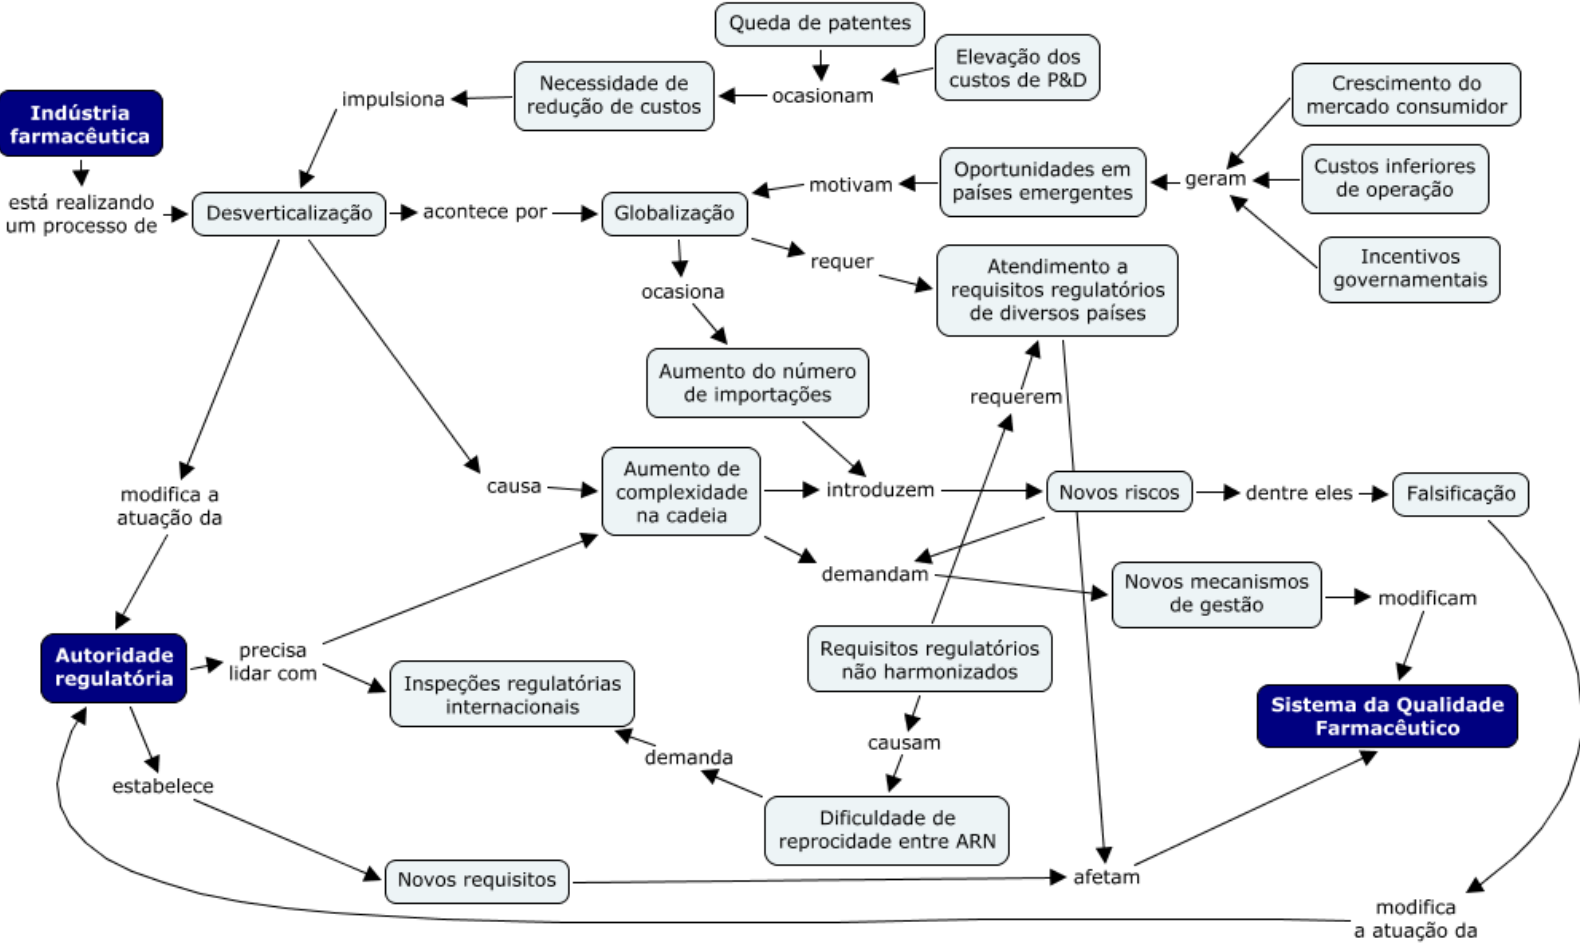 Queda de patentes
Elevação dos
custos de P&D
Necessidade de
redução de custos
ocasionam
impulsiona
Crescimento do
mercado consumidor
Indústria
farmacêutica
Oportunidades em
países emergentes
motivam
geram
Custos inferiores
de operação
está realizando
um processo de
Desverticalização
acontece por
Globalização
requer
Incentivos
governamentais
Atendimento a
requisitos regulatórios
de diversos países
ocasiona
Aumento do número
de importações
requerem
modifica a
atuação da
causa
Aumento de
complexidade
na cadeia
introduzem
Novos riscos
dentre eles
Falsificação
demandam
Novos mecanismos
de gestão
modificam
Autoridade
regulatória
precisa
lidar com
Inspeções regulatórias
internacionais
Requisitos regulatórios
não harmonizados
Sistema da Qualidade
Farmacêutico
causam
demanda
estabelece
Dificuldade de
reprocidade entre ARN
Novos requisitos
afetam
modifica
a atuação da